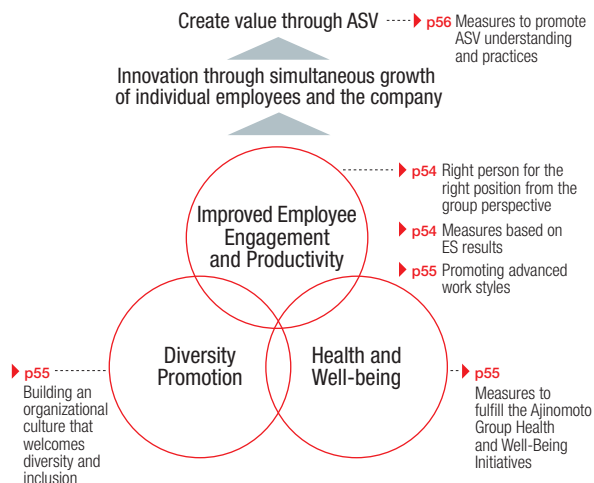 Create value through ASV
p56 Measures to promote
ASV understanding
and practices
Innovation through simultaneous growth
of individual employees and the company
p54 Right person for the
right position from the
group perspective
Improved Employee
Engagement
and Productivity
p54 Measures based on
ES results
p55 Promoting advanced
work styles
Diversity
Promotion
Health and
Well-being
p55
Building an
organizational
culture that
welcomes
diversity and
inclusion
p55
Measures to
fulfill the Ajinomoto
Group Health
and Well-Being
Initiatives